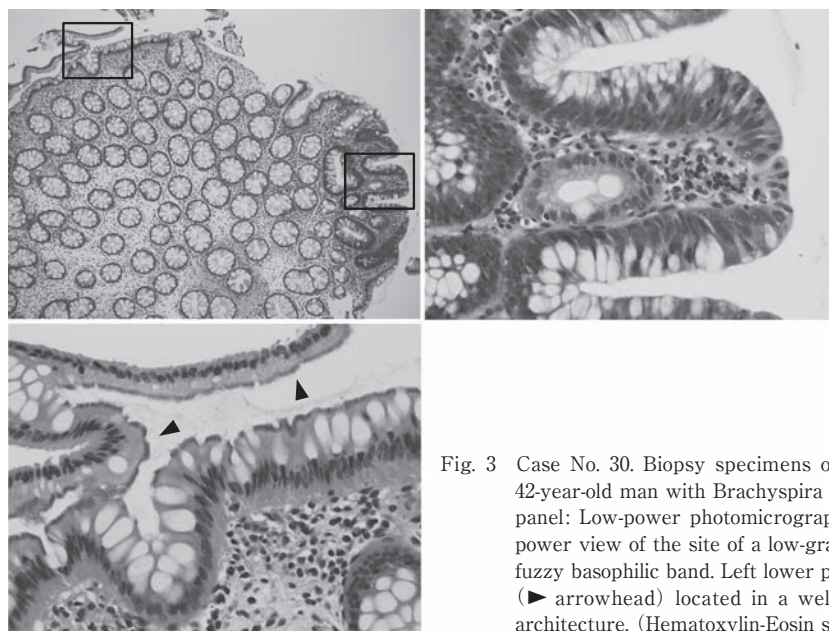 Fig. 3 Case No. 30. Biopsy specimens o
42-year-old man with Brachyspira
panel: Low-power photomicrograp
power view of the site of a low-gra
fuzzy basophilic band. Left lower p
(► arrowhead) located in a wel
architecture. (Hematoxylin-Eosin s